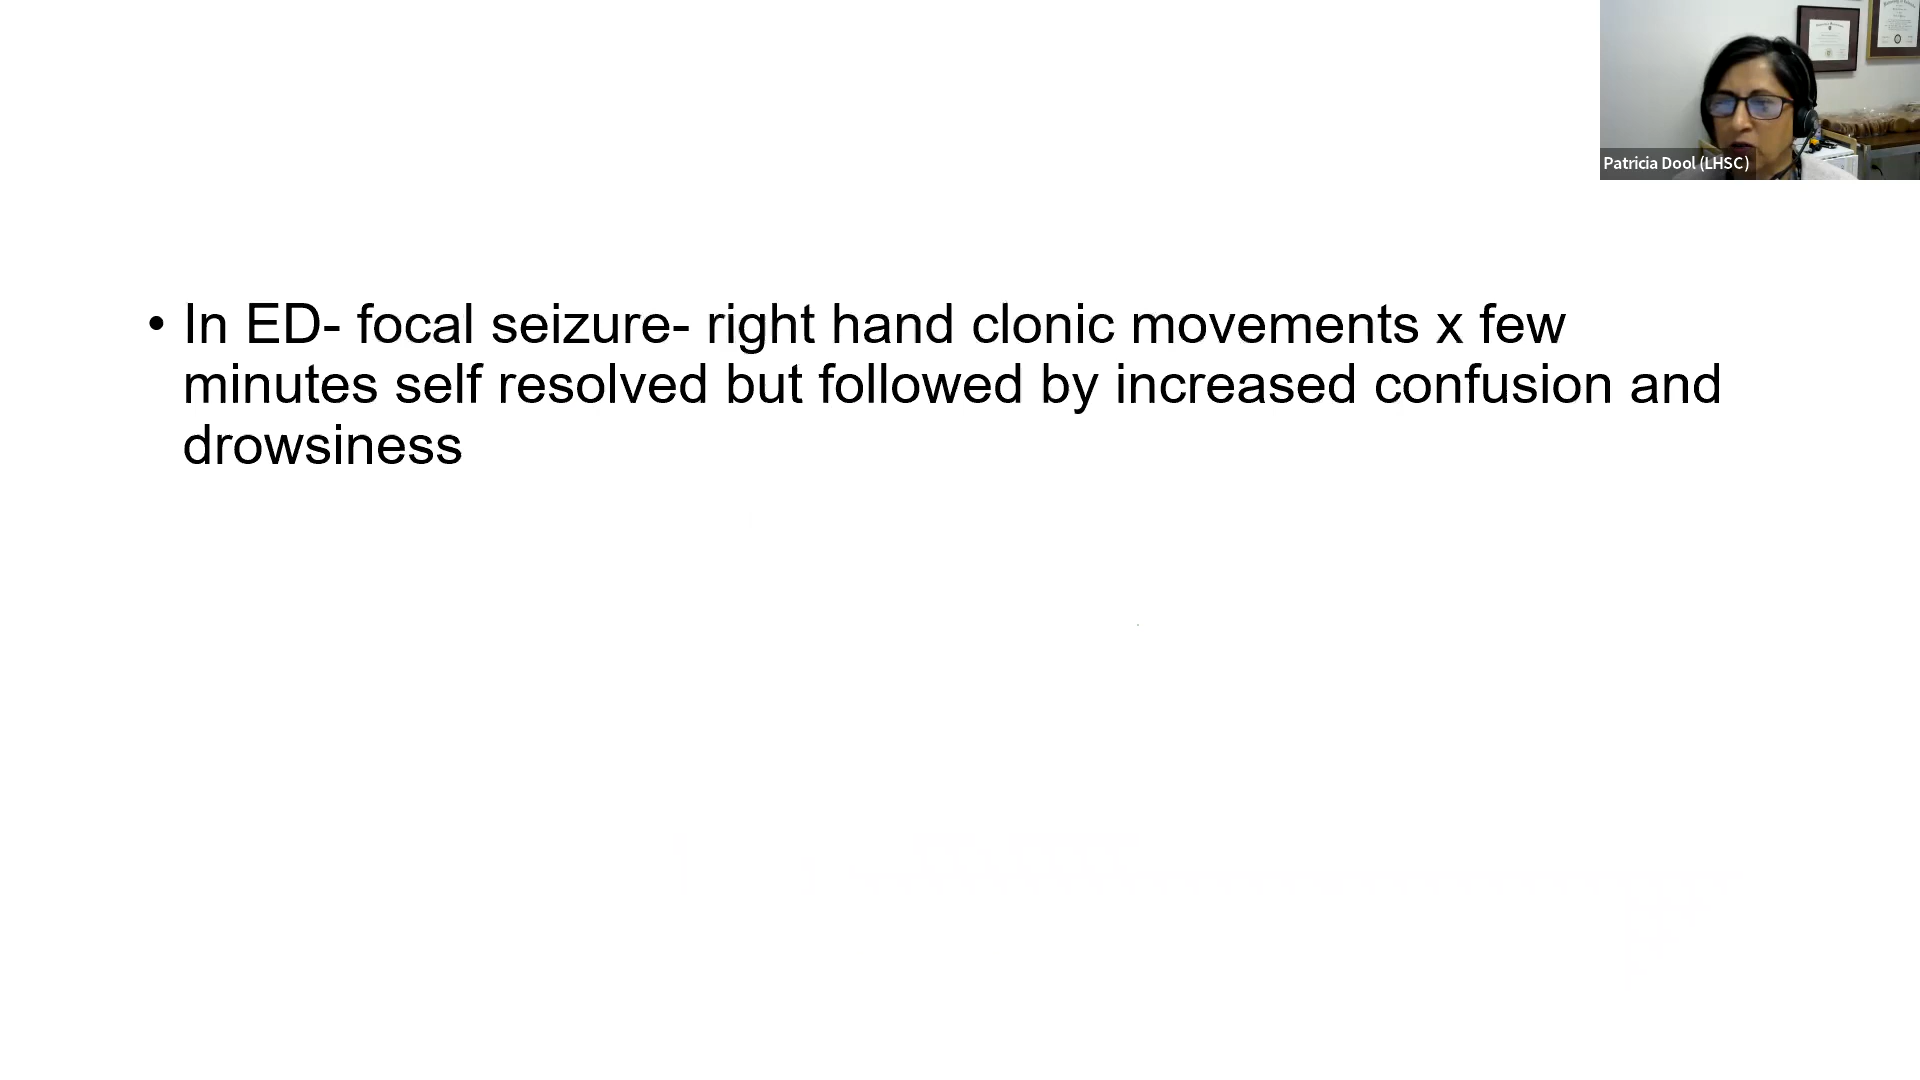 Patricia Dool (LHSC)
• In ED- focal seizure- right hand clonic movements x few
minutes self resolved but followed by increased confusion and
drowsiness